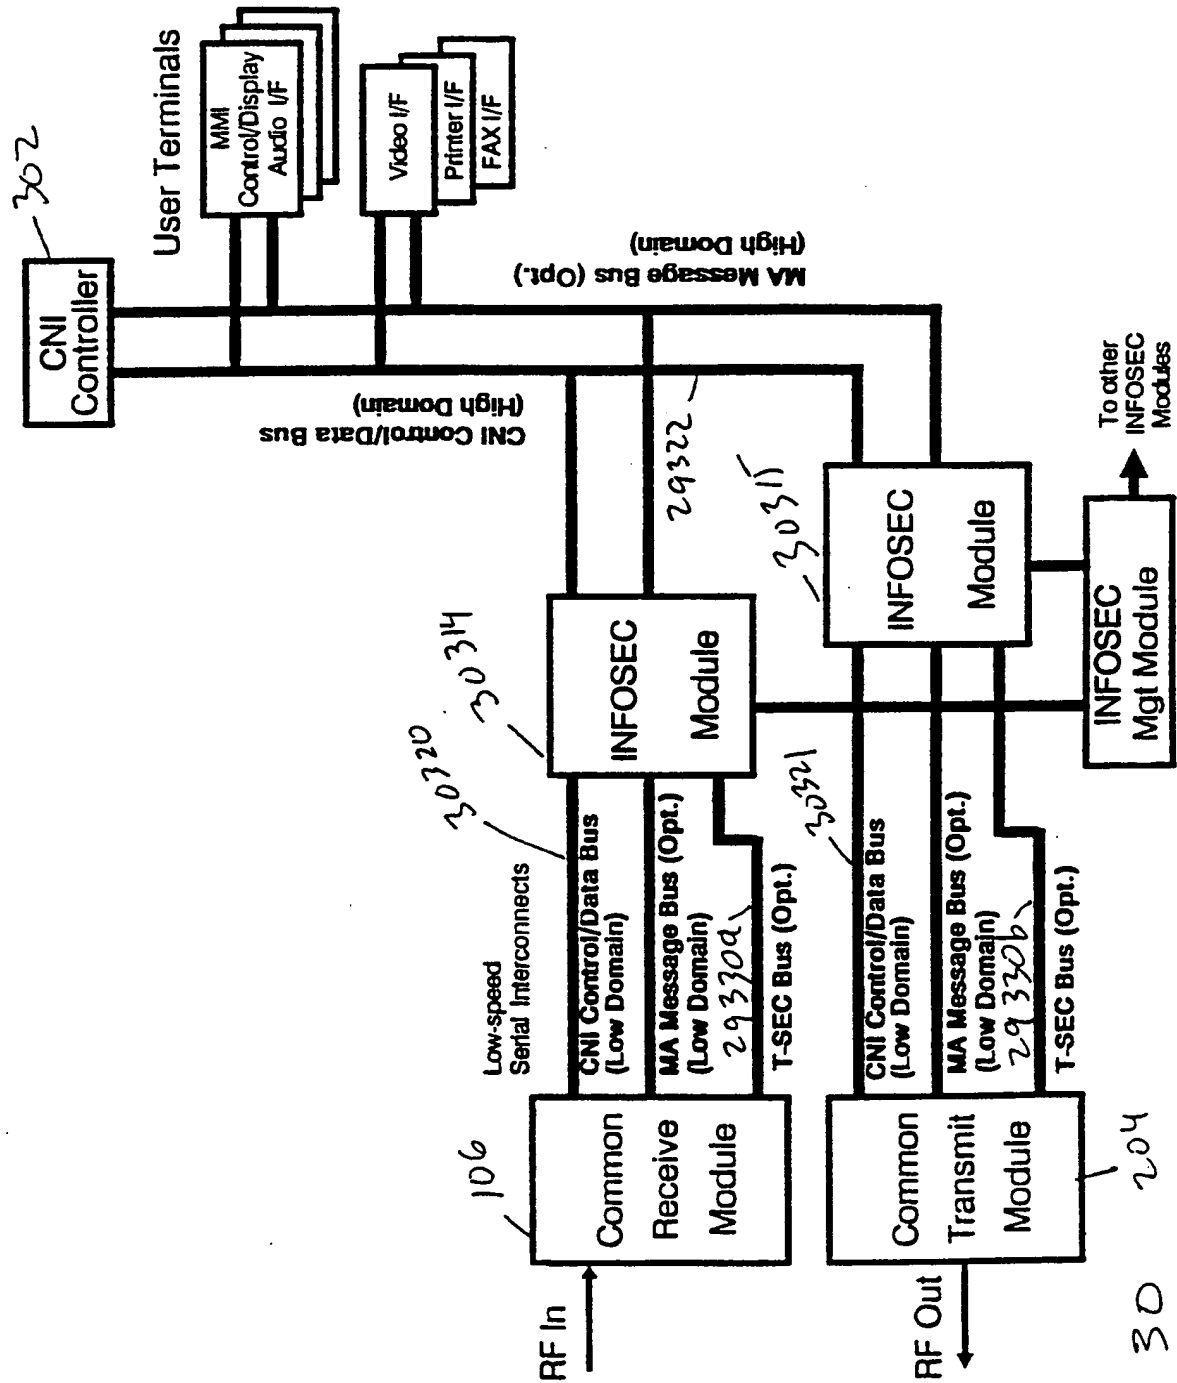 User Terminals
302
CNI
Controller
MMI
Control/Display
Audio I/F
Video I/F
Printer I/F
FAX I/F
MA Message Bus (Opt.)
(High Domain)
CNI Control/Data Bus
(High Domain)
29322
To other
INFOSEC
Modules
30314
INFOSEC
Module
30315
INFOSEC
Module
INFOSEC
Mgt Module
Low-speed
Serial Interconnects
30320
CNI Control/Data Bus
(Low Domain)
MA Message Bus (Opt.)
(Low Domain)
29330a
T-SEC Bus (Opt.)
30321
CNI Control/Data Bus
(Low Domain)
MA Message Bus (Opt.)
(Low Domain)
29330b
T-SEC Bus (Opt.)
106
Common
Receive
Module
RF In
Common
Transmit
Module
204
RF Out
30